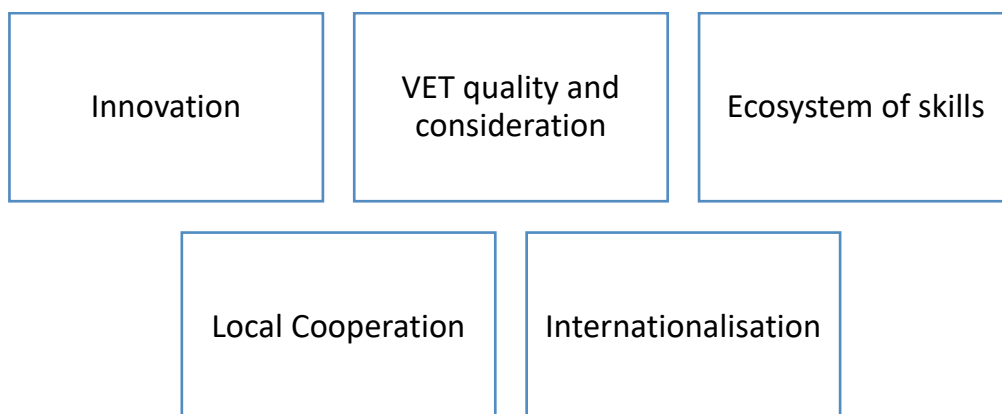 Innovation
VET quality and
consideration
Ecosystem of skills
Local Cooperation
Internationalisation